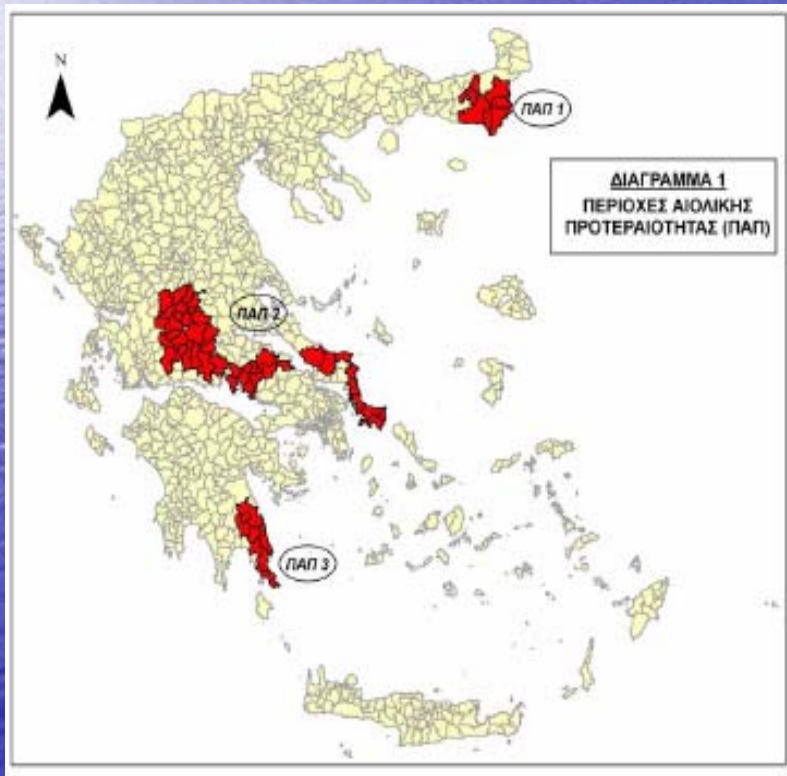 N
ΠΑΠ 1
ΔΙΑΓΡΑΜΜΑ 1
ΠΕΡΙΟΧΕΣ ΑΙΟΛΙΚΗΣ
ΠΡΟΤΕΡΑΙΟΤΗΤΑΣ (ΠΑΠ)
ΠΑΠ 2
ΠΑΠ 3